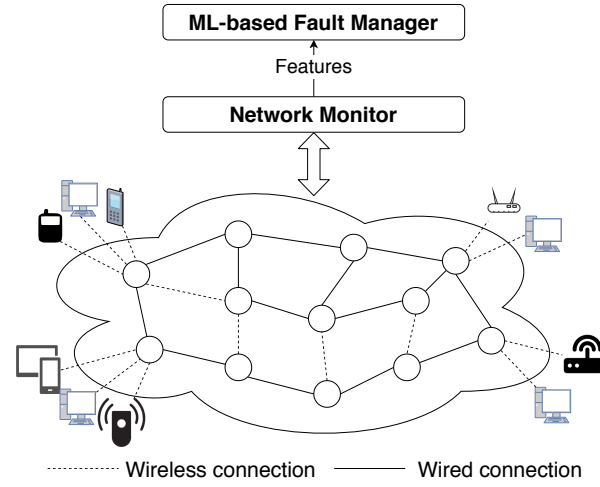 ML-based Fault Manager
Features
Network Monitor
Wireless connection
Wired connection